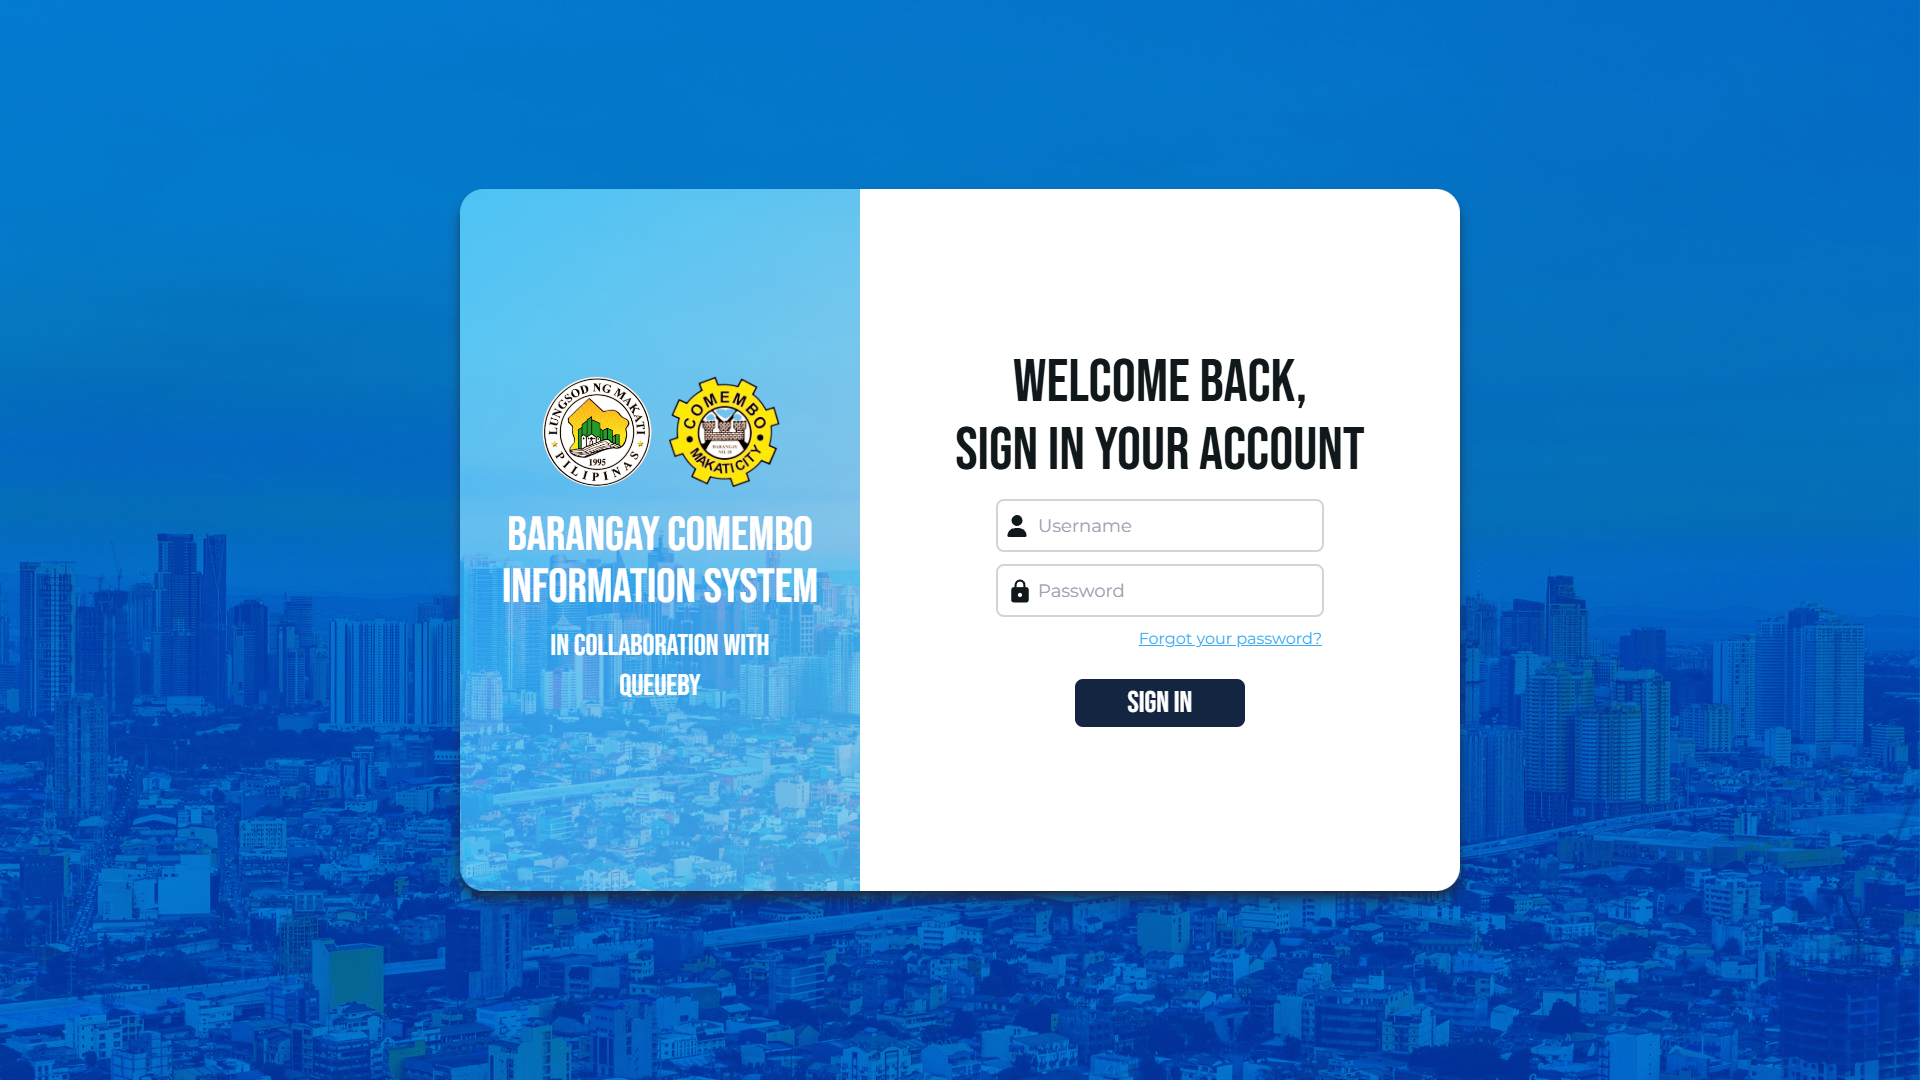 LUNGSOD NG MAKATI
1995
PILIPINAS
COMEMBO
BARANGAY
MAKATI CITY
BARANGAY COMEMBO
INFORMATION SYSTEM
IN COLLABORATION WITH
QUEUEBY
WELCOME BACK,
SIGN IN YOUR ACCOUNT
Username
Password
Forgot your password?
SIGN IN